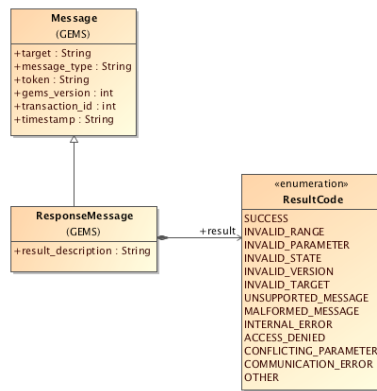 Message
(GEMS)
+target : String
+message_type : String
+token : String
+gems_version : int
+transaction_id : int
+timestamp : String
ResponseMessage
(GEMS)
+result_description : String
+result
«enumeration»
ResultCode
SUCCESS
INVALID_RANGE
INVALID_PARAMETER
INVALID_STATE
INVALID_VERSION
INVALID_TARGET
UNSUPPORTED_MESSAGE
MALFORMED_MESSAGE
INTERNAL_ERROR
ACCESS_DENIED
CONFLICTING_PARAMETER
COMMUNICATION_ERROR
OTHER